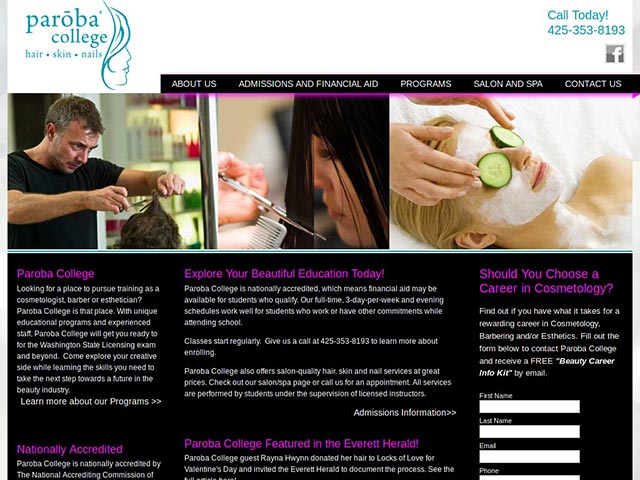 parōba
college
hair • skin • nails
Call Today!
425-353-8193
f
ABOUT US
ADMISSIONS AND FINANCIAL AID
PROGRAMS
SALON AND SPA
CONTACT US
Paroba College
Looking for a place to pursue training as a
cosmetologist, barber or esthetician?
Paroba College is that place. With unique
educational programs and experienced
staff, Paroba College will get you ready to
for the Washington State Licensing exam
and beyond.  Come explore your creative
side while learning the skills you need to
take the next step towards a future in the
beauty industry.
Learn more about our Programs >>
Nationally Accredited
Paroba College is nationally accredited by
The National Accrediting Commission of
Explore Your Beautiful Education Today!
Paroba College is nationally accredited, which means financial aid may be
available for students who qualify. Our full-time, 3-day-per-week and evening
schedules work well for students who work or have other commitments while
attending school.
Classes start regularly.  Give us a call at 425-353-8193 to learn more about
enrolling.
Paroba College also offers salon-quality hair, skin and nail services at great
prices. Check out our salon/spa page or call us for an appointment. All services
are performed by students under the supervision of licensed instructors.
Admissions Information>>
Paroba College Featured in the Everett Herald!
Paroba College guest Rayna Hwynn donated her hair to Locks of Love for
Valentine's Day and invited the Everett Herald to document the process. See the
full article here!
Should You Choose a
Career in Cosmetology?
Find out if you have what it takes for a
rewarding career in Cosmetology,
Barbering and/or Esthetics. Fill out the
form below to contact Paroba College
and receive a FREE "Beauty Career
Info Kit" by email.
First Name
Last Name
Email
Phone